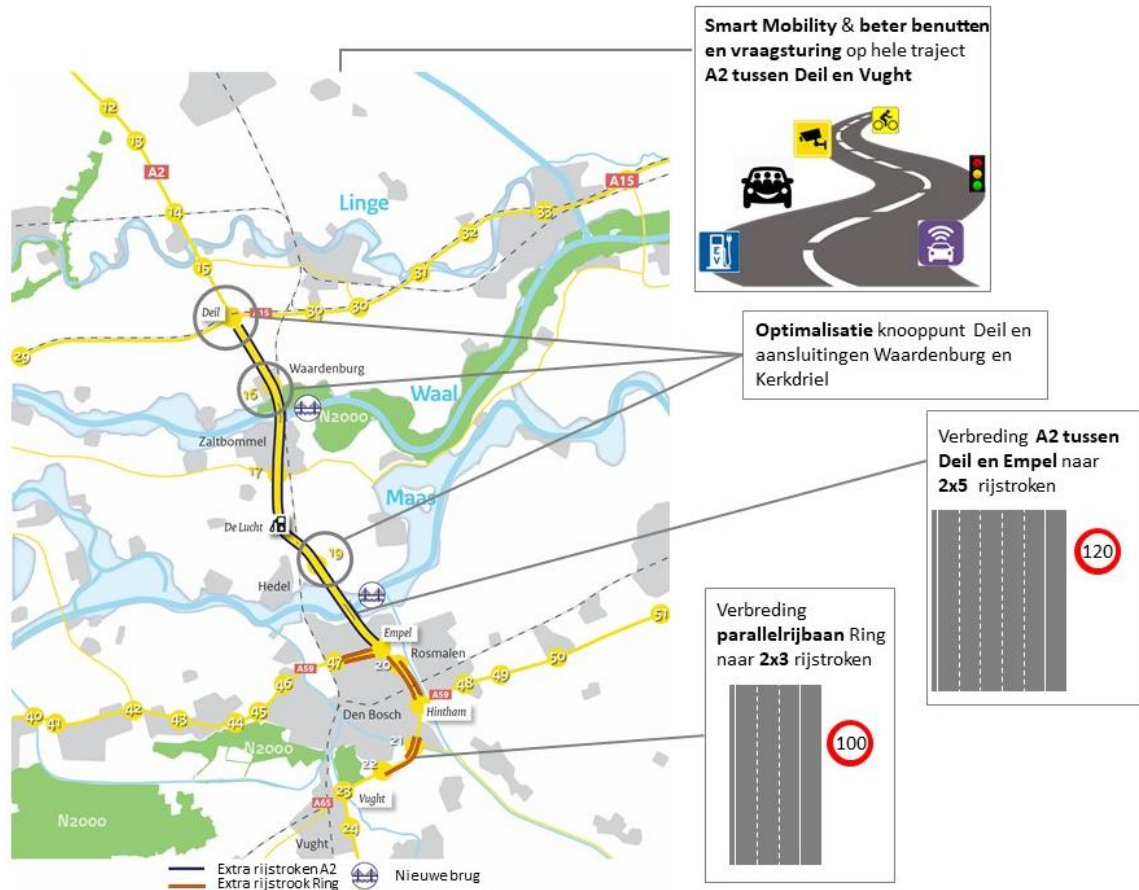 Smart Mobility & beter benutten
en vraagsturing op hele traject
A2 tussen Deil en Vught
EV
12
13
A2
14
Linge
A15
33
32
15
31
Deil
A15
30
30
29
Waardenburg
16
Waal
N2000
Zaltbommel
17
Maas
De Lucht
19
Hedel
Optimalisatie knooppunt Deil en
aansluitingen Waardenburg en
Kerkdriel
Verbreding A2 tussen
Deil en Empel naar
2x5 rijstroken
120
Verbreding
parallelrijbaan Ring
naar 2x3 rijstroken
100
Empel
51
A59
47
20
Rosmalen
50
49
48
46
A59
40
41
42
43
44
45
Den Bosch
Hintham
21
N2000
22
23
Vught
A65
N2000
24
Vught
Extra rijstroken A2
Extra rijstrook Ring
Nieuwe brug